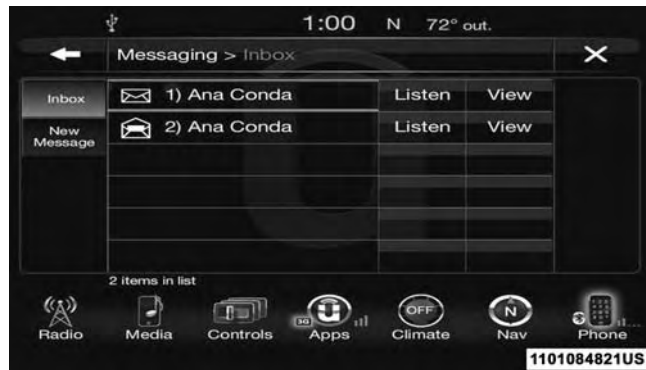 1:00 N 72° out.
Messaging > Inbox
Inbox
1) Ana Conda Listen View
New
Message
2) Ana Conda Listen View
2 items in list
OFF
N
3G
Radio Media Controls Apps Climate Nav Phone
1101084821US